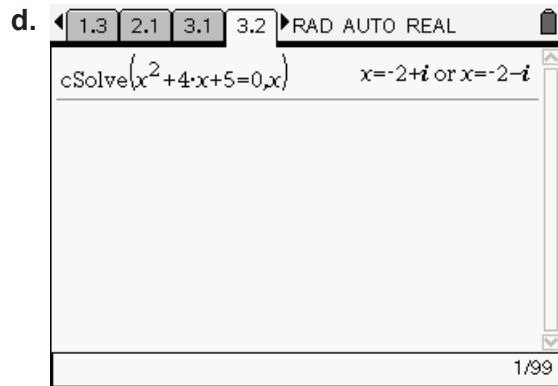 d. 1.3 2.1 3.1 3.2 RAD AUTO REAL
cSolve(x²+4·x+5=0,x) x=-2+i or x=-2-i
1/99